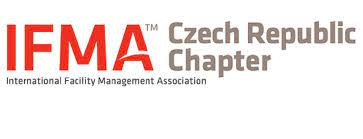 IFMA™ Czech Republic
Chapter
International Facility Management Association